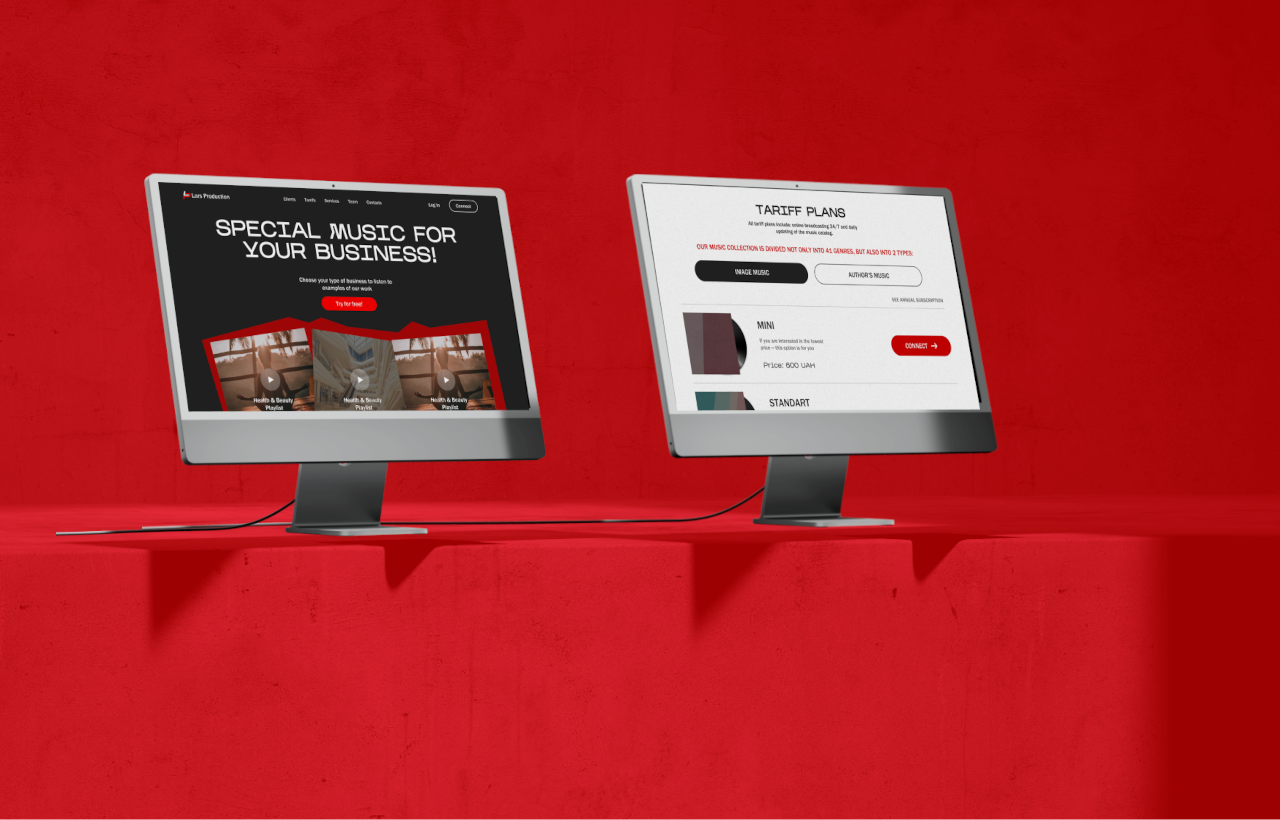 Lars Production
Clients Tariffs Services Team Contacts
Log in
Connect
SPECIAL MUSIC FOR
YOUR BUSINESS!
Choose your type of business to listen to
examples of our work
Try for free!
Health & Beauty
Playlist
Health & Beauty
Playlist
Health & Beauty
Playlist
TARIFF PLANS
All tariff plans include: online broadcasting 24/7 and daily
updating of the music catalog.
OUR MUSIC COLLECTION IS DIVIDED NOT ONLY INTO 41 GENRES, BUT ALSO INTO 2 TYPES:
IMAGE MUSIC
AUTHOR'S MUSIC
SEE ANNUAL SUBSCRIPTION
MINI
If you are interested in the lowest
price — this option is for you
Price: 600 UAH
CONNECT
STANDART